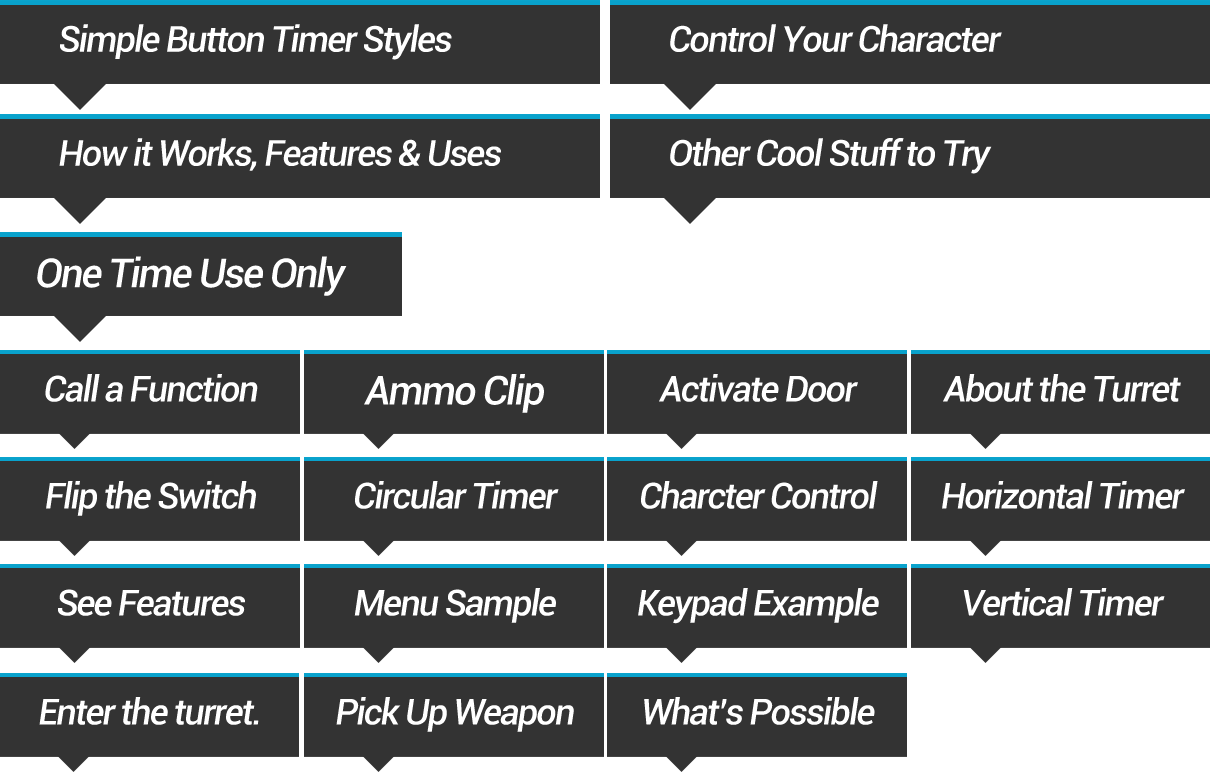 Simple Button Timer Styles
Control Your Character
How it Works, Features & Uses
Other Cool Stuff to Try
One Time Use Only
Call a Function
Ammo Clip
Activate Door
About the Turret
Flip the Switch
Circular Timer
Charcter Control
Horizontal Timer
See Features
Menu Sample
Keypad Example
Vertical Timer
Enter the turret.
Pick Up Weapon
What's Possible